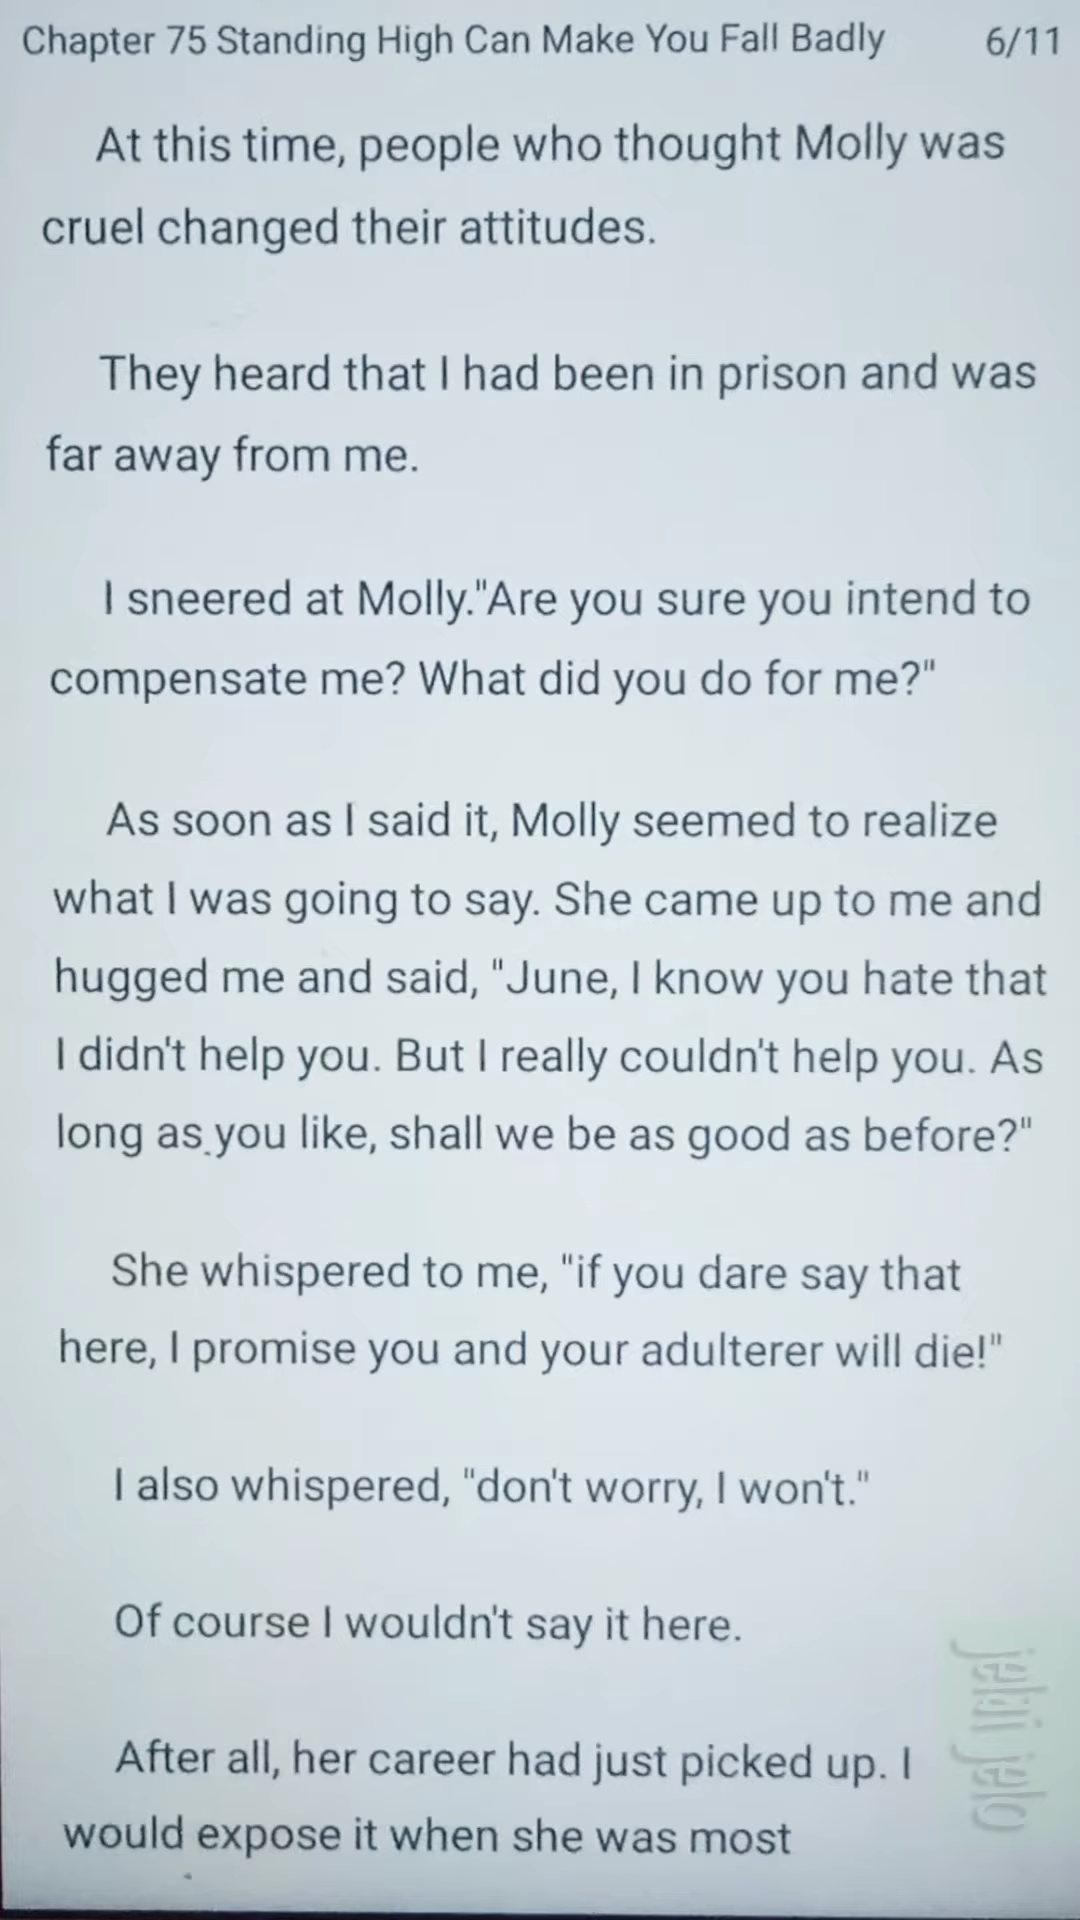 Chapter 75 Standing High Can Make You Fall Badly 6/11
At this time, people who thought Molly was
cruel changed their attitudes.
They heard that I had been in prison and was
far away from me.
I sneered at Molly."Are you sure you intend to
compensate me? What did you do for me?"
As soon as I said it, Molly seemed to realize
what I was going to say. She came up to me and
hugged me and said, "June, I know you hate that
I didn't help you. But I really couldn't help you. As
long as you like, shall we be as good as before?"
She whispered to me, "if you dare say that
here, I promise you and your adulterer will die!"
I also whispered, "don't worry, I won't."
Of course I wouldn't say it here.
After all, her career had just picked up. I
would expose it when she was most
jelai jelo